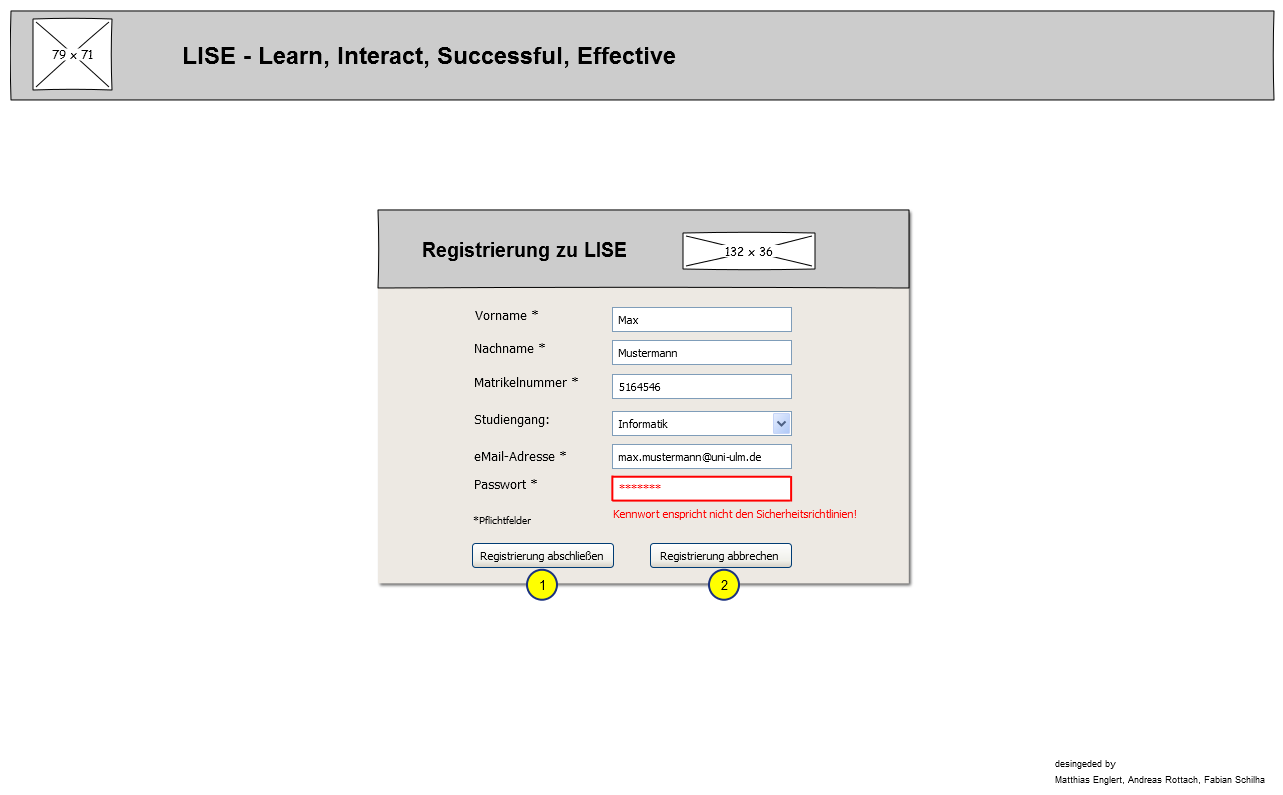 79 x 71
LISE - Learn, Interact, Successful, Effective
Registrierung zu LISE
132 x 36
Vorname *
Max
Nachname *
Mustermann
Matrikelnummer *
5164546
Studiengang:
Informatik
eMail-Adresse *
max.mustermann@uni-ulm.de
Passwort *
*******
Kennwort enspricht nicht den Sicherheitsrichtlinien!
*Pflichtfelder
Registrierung abschließen
Registrierung abbrechen
1
2
desingeded by
Matthias Englert, Andreas Rottach, Fabian Schilha